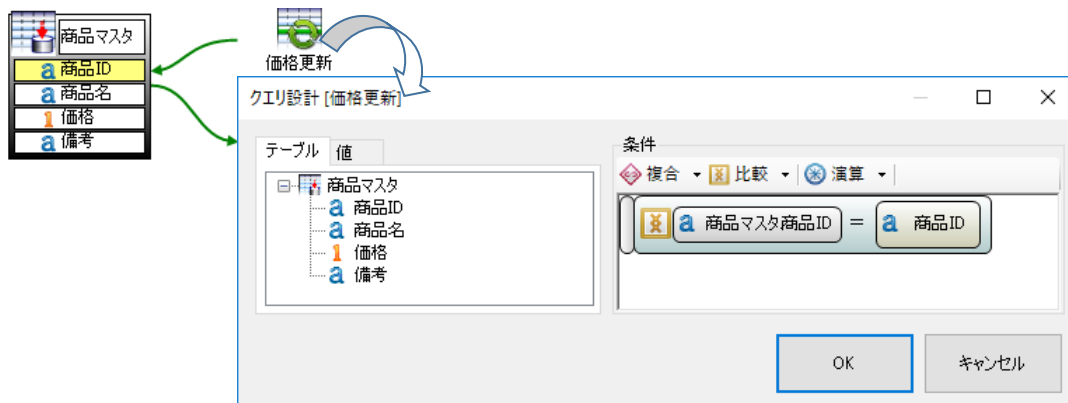 商品マスタ
a 商品ID
a 商品名
1 価格
a 備考
価格更新
クエリ設計 [価格更新]
テーブル 値
商品マスタ
a 商品ID
a 商品名
1 価格
a 備考
条件
複合 比較 演算
a 商品マスタ商品ID = a 商品ID
OK キャンセル